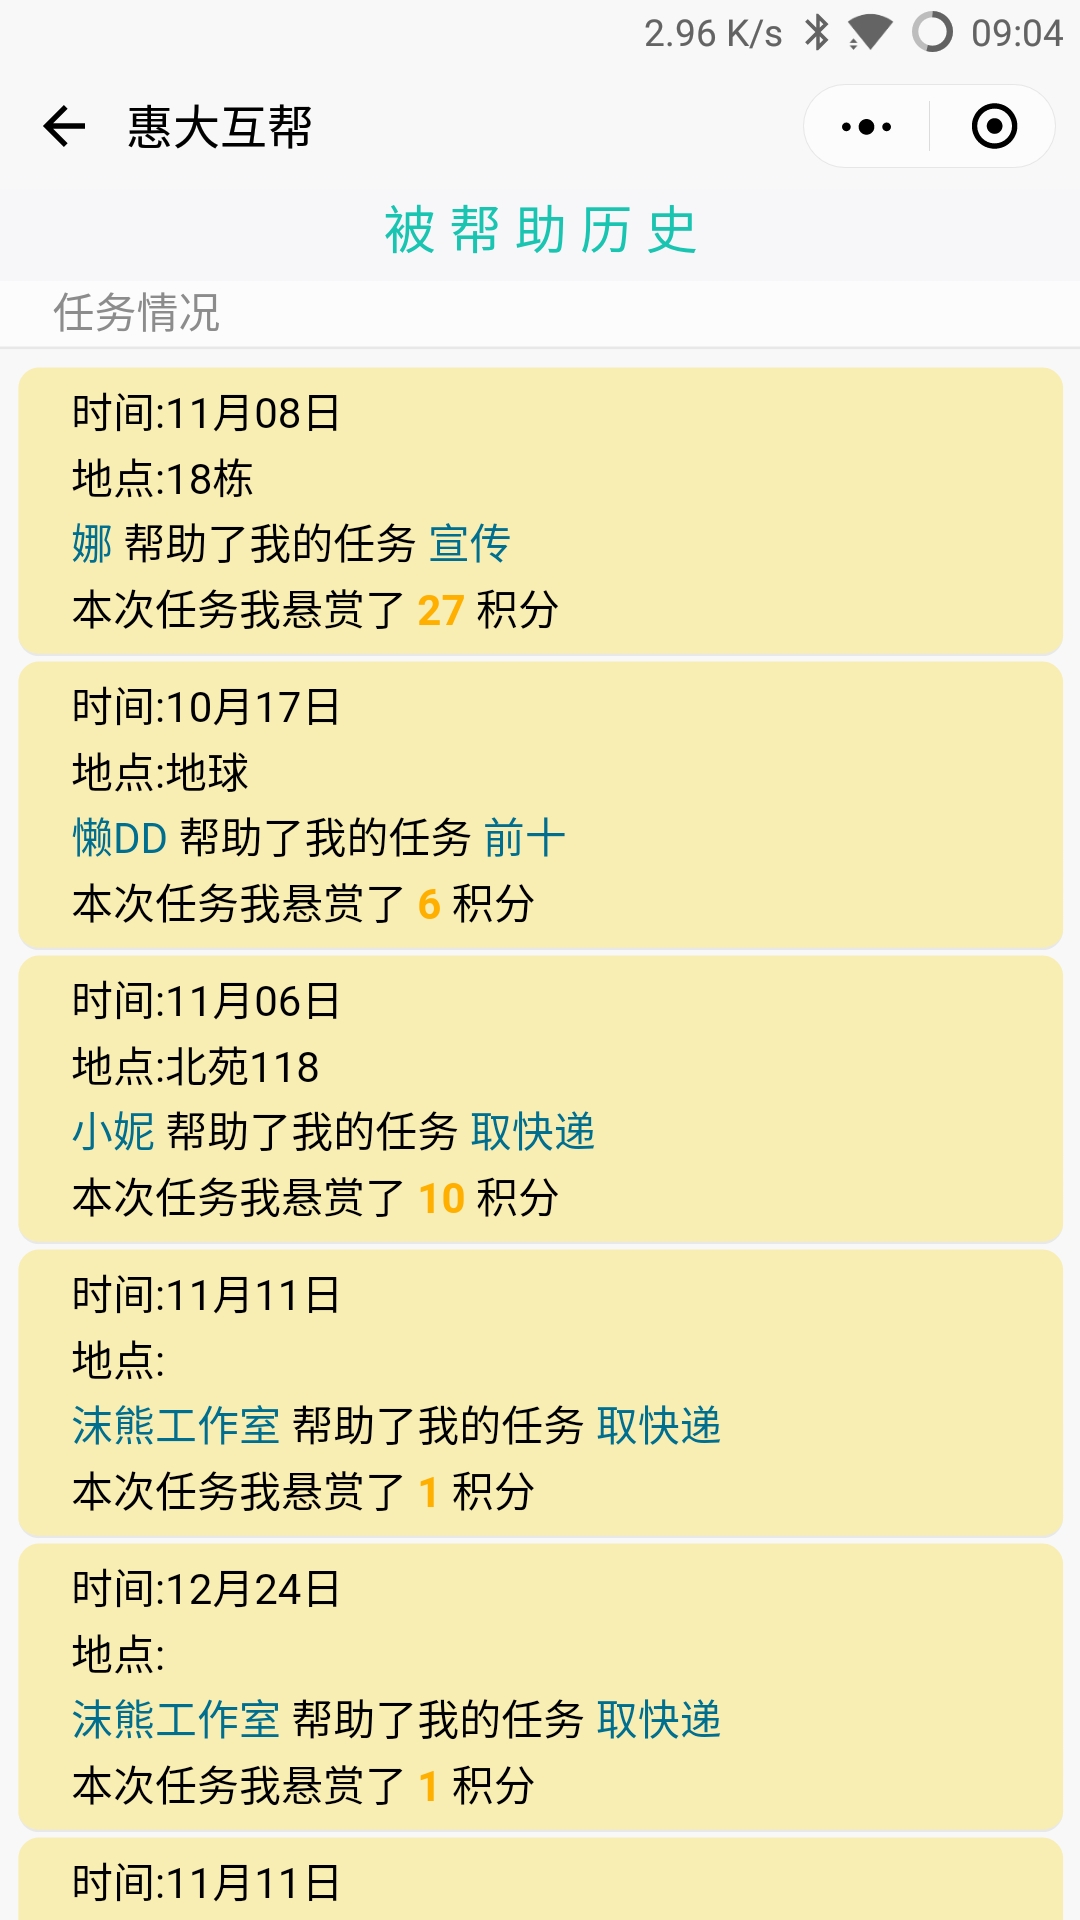 2.96 K/s 09:04
惠大互帮
被帮助历史
任务情况
时间:11月08日
地点:18栋
娜 帮助了我的任务 宣传
本次任务我悬赏了 27 积分
时间:10月17日
地点:地球
懒DD 帮助了我的任务 前十
本次任务我悬赏了 6 积分
时间:11月06日
地点:北苑118
小妮 帮助了我的任务 取快递
本次任务我悬赏了 10 积分
时间:11月11日
地点:
沫熊工作室 帮助了我的任务 取快递
本次任务我悬赏了 1 积分
时间:12月24日
地点:
沫熊工作室 帮助了我的任务 取快递
本次任务我悬赏了 1 积分
时间:11月11日